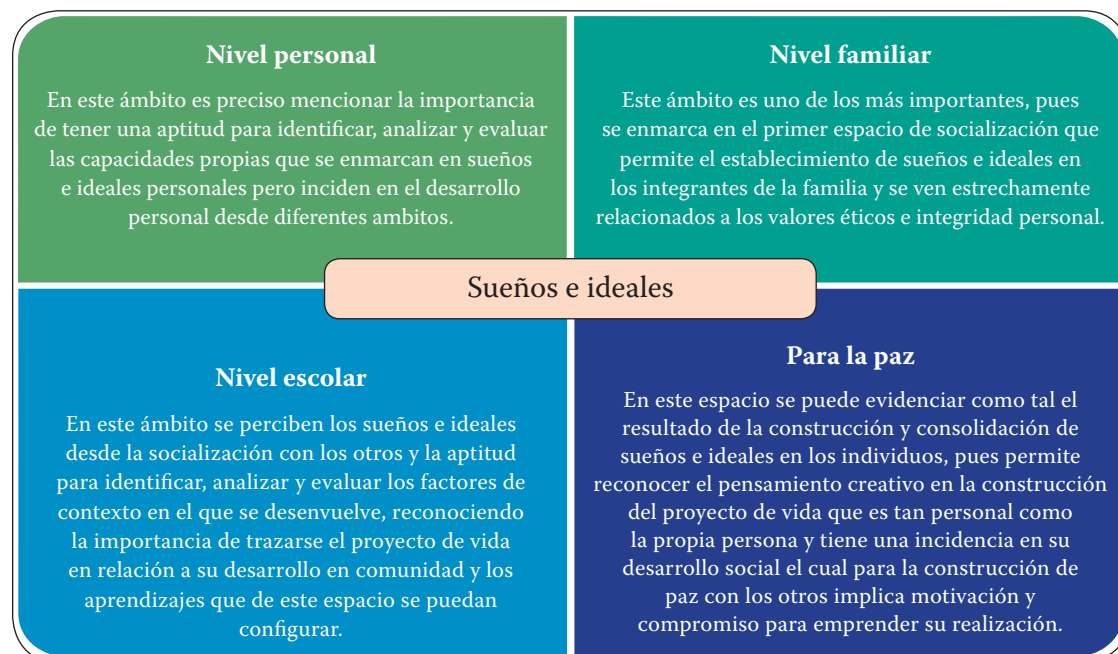 Nivel personal
En este ámbito es preciso mencionar la importancia
de tener una aptitud para identificar, analizar y evaluar
las capacidades propias que se enmarcan en sueños
e ideales personales pero inciden en el desarrollo
personal desde diferentes ambitos.
Nivel familiar
Este ámbito es uno de los más importantes, pues
se enmarca en el primer espacio de socialización que
permite el establecimiento de sueños e ideales en
los integrantes de la familia y se ven estrechamente
relacionados a los valores éticos e integridad personal.
Sueños e ideales
Nivel escolar
En este ámbito se perciben los sueños e ideales
desde la socialización con los otros y la aptitud
para identificar, analizar y evaluar los factores de
contexto en el que se desenvuelve, reconociendo
la importancia de trazarse el proyecto de vida
en relación a su desarrollo en comunidad y los
aprendizajes que de este espacio se puedan
configurar.
Para la paz
En este espacio se puede evidenciar como tal el
resultado de la construcción y consolidación de
sueños e ideales en los individuos, pues permite
reconocer el pensamiento creativo en la construcción
del proyecto de vida que es tan personal como
la propia persona y tiene una incidencia en su
desarrollo social el cual para la construcción de
paz con los otros implica motivación y
compromiso para emprender su realización.